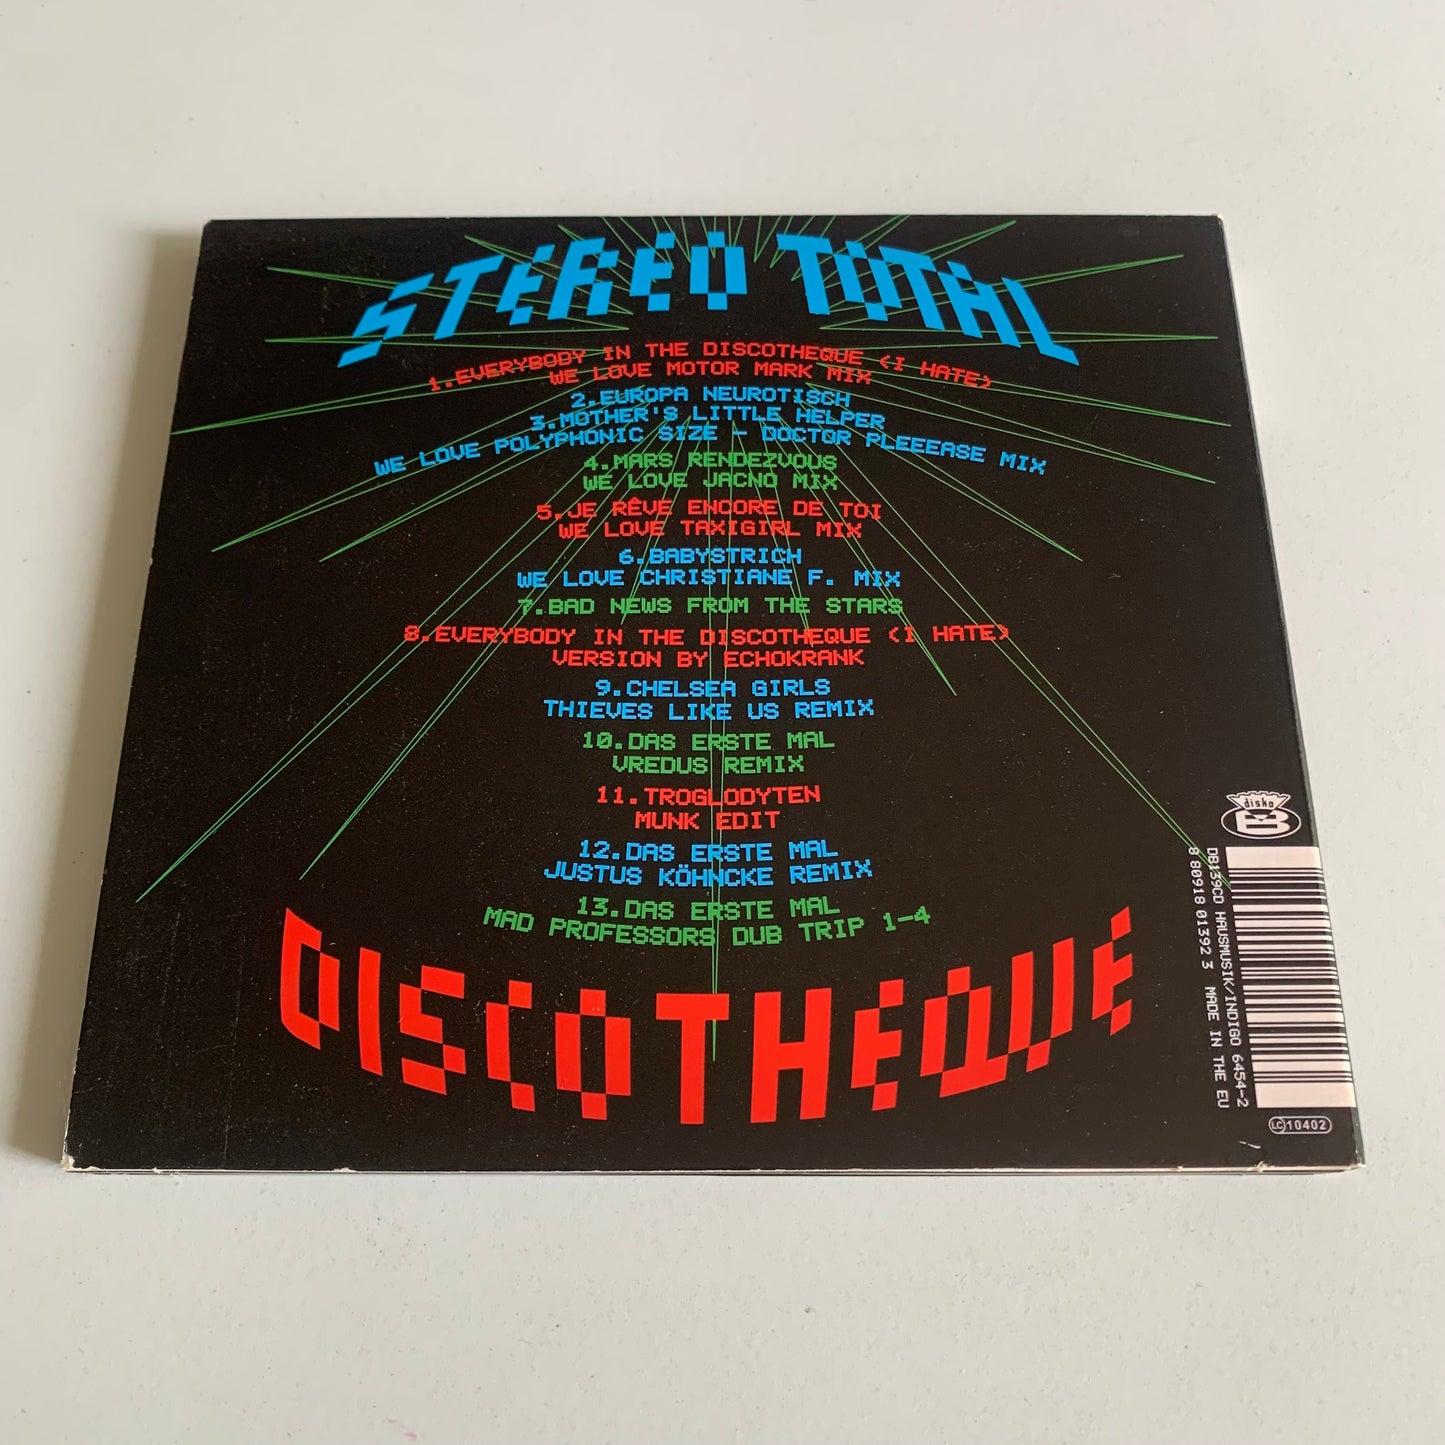 STEREO TOTAL
1.EVERYBODY IN THE DISCOTHEQUE (I HATE)
WE LOVE MOTOR MARK MIX
2.EUROPA NEUROTISCH
3.MOTHER'S LITTLE HELPER
WE LOVE POLYPHONIC SIZE - DOCTOR PLEEEASE MIX
4.MARS RENDEZVOUS
WE LOVE JACNO MIX
5.JE RÊVE ENCORE DE TOI
WE LOVE TAXIGIRL MIX
6.BABYSTRICH
WE LOVE CHRISTIANE F. MIX
7.BAD NEWS FROM THE STARS
8.EVERYBODY IN THE DISCOTHEQUE (I HATE)
VERSION BY ECHOKRANK
9.CHELSEA GIRLS
THIEVES LIKE US REMIX
10.DAS ERSTE MAL
VREDUS REMIX
11.TROGLODYTEN
MUNK EDIT
12.DAS ERSTE MAL
JUSTUS KÖHNCKE REMIX
13.DAS ERSTE MAL
MAD PROFESSORS DUB TRIP 1-4
DISCOTHEQUE
disko
B
DB139CD HAUSMUSIK/INDIGO 6454-2
8 80918 01392 3 MADE IN THE EU
LC 10402